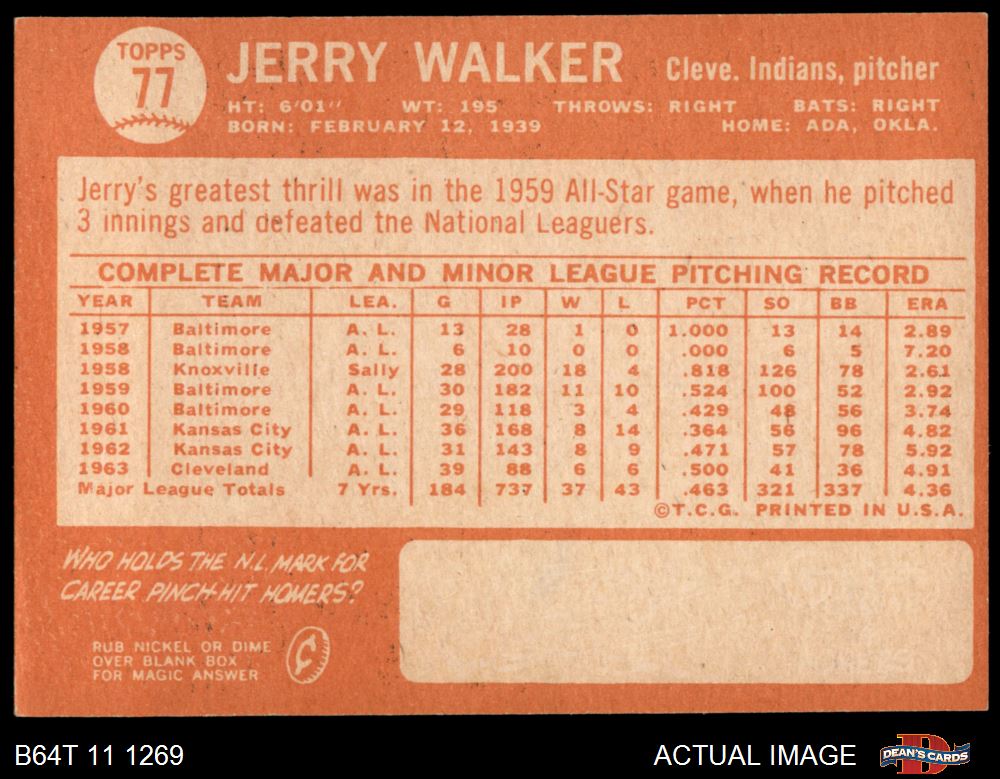 TOPPS
77
JERRY WALKER
Cleve. Indians, pitcher
HT: 6'01" WT: 195 THROWS: RIGHT BATS: RIGHT
BORN: FEBRUARY 12, 1939 HOME: ADA, OKLA.
Jerry's greatest thrill was in the 1959 All-Star game, when he pitched
3 innings and defeated the National Leaguers.
COMPLETE MAJOR AND MINOR LEAGUE PITCHING RECORD
YEAR TEAM LEA. G IP W L PCT SO BB ERA
1957 Baltimore A. L. 13 28 1 0 1.000 13 14 2.89
1958 Baltimore A. L. 6 10 0 0 .000 6 5 7.20
1958 Knoxville Sally 28 200 18 4 .818 126 78 2.61
1959 Baltimore A. L. 30 182 11 10 .524 100 52 2.92
1960 Baltimore A. L. 29 118 3 4 .429 48 56 3.74
1961 Kansas City A. L. 36 168 8 14 .364 56 96 4.82
1962 Kansas City A. L. 31 143 8 9 .471 57 78 5.92
1963 Cleveland A. L. 39 88 6 6 .500 41 36 4.91
Major League Totals 7 Yrs. 184 737 37 43 .463 321 337 4.36
©T.C.G. PRINTED IN U.S.A.
WHO HOLDS THE N.L. MARK FOR
CAREER PINCH-HIT HOMERS?
RUB NICKEL OR DIME
OVER BLANK BOX
FOR MAGIC ANSWER
B64T 11 1269
ACTUAL IMAGE
DEAN'S CARDS